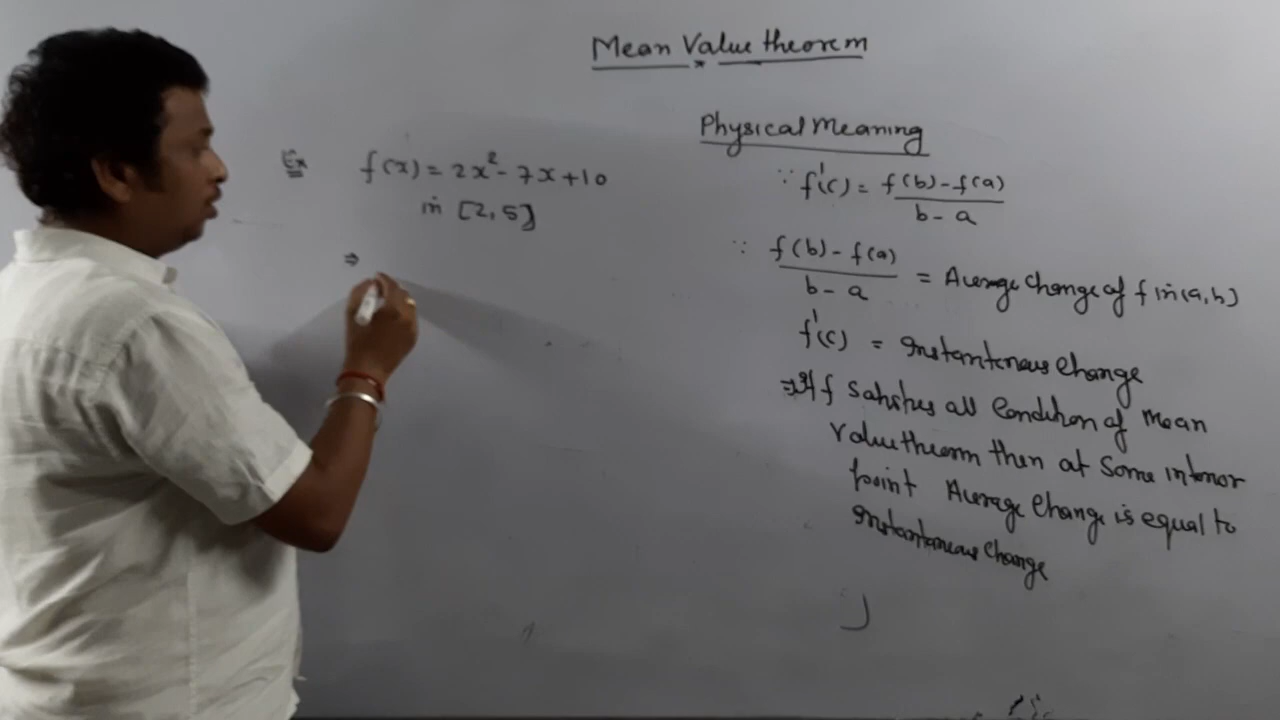 Mean Value theorem
Physical Meaning
∵ f'(c) = f(b) - f(a) / b - a
∵ f(b) - f(a) / b - a = Average Change of f in (a, b)
f'(c) = Instantaneous Change
⇒ If f Satisfies all Condition of Mean
Value theorem then at Some interior
point Average Change is equal to
Instantaneous Change
Ex f(x) = 2x² - 7x + 10
in [2, 5]
⇒